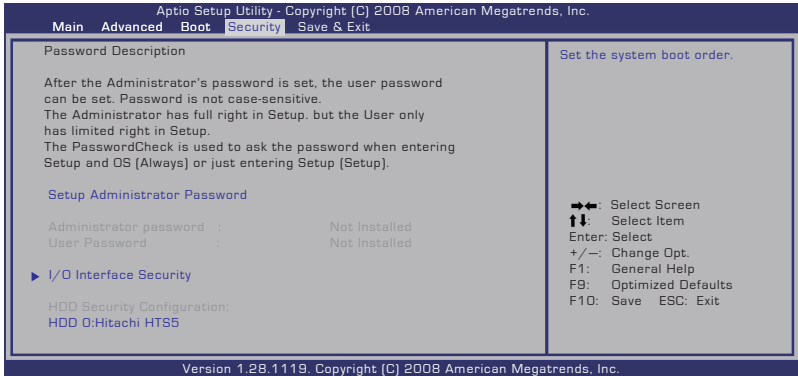 Aptio Setup Utility - Copyright (C) 2008 American Megatrends, Inc.
Main Advanced Boot Security Save & Exit
Password Description
After the Administrator's password is set, the user password
can be set. Password is not case-sensitive.
The Administrator has full right in Setup. but the User only
has limited right in Setup.
The PasswordCheck is used to ask the password when entering
Setup and OS (Always) or just entering Setup (Setup).
Setup Administrator Password
Administrator password : Not Installed
User Password : Not Installed
I/O Interface Security
HDD Security Configuration:
HDD 0:Hitachi HTS5
Set the system boot order.
→←: Select Screen
↑↓: Select Item
Enter: Select
+/–: Change Opt.
F1: General Help
F9: Optimized Defaults
F10: Save ESC: Exit
Version 1.28.1119. Copyright (C) 2008 American Megatrends, Inc.